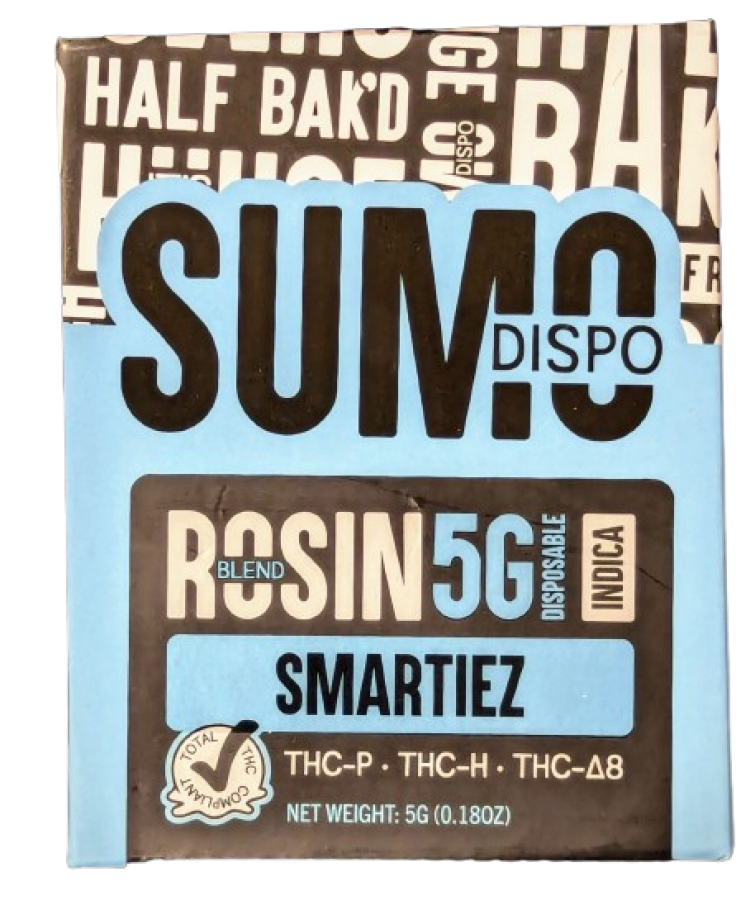 HALF BAK'D
DISPO
SUMO
DISPO
ROSIN 5G
BLEND
DISPOSABLE
INDICA
SMARTIEZ
TOTAL THC COMPLIANT
THC-P · THC-H · THC-Δ8
NET WEIGHT: 5G (0.18OZ)